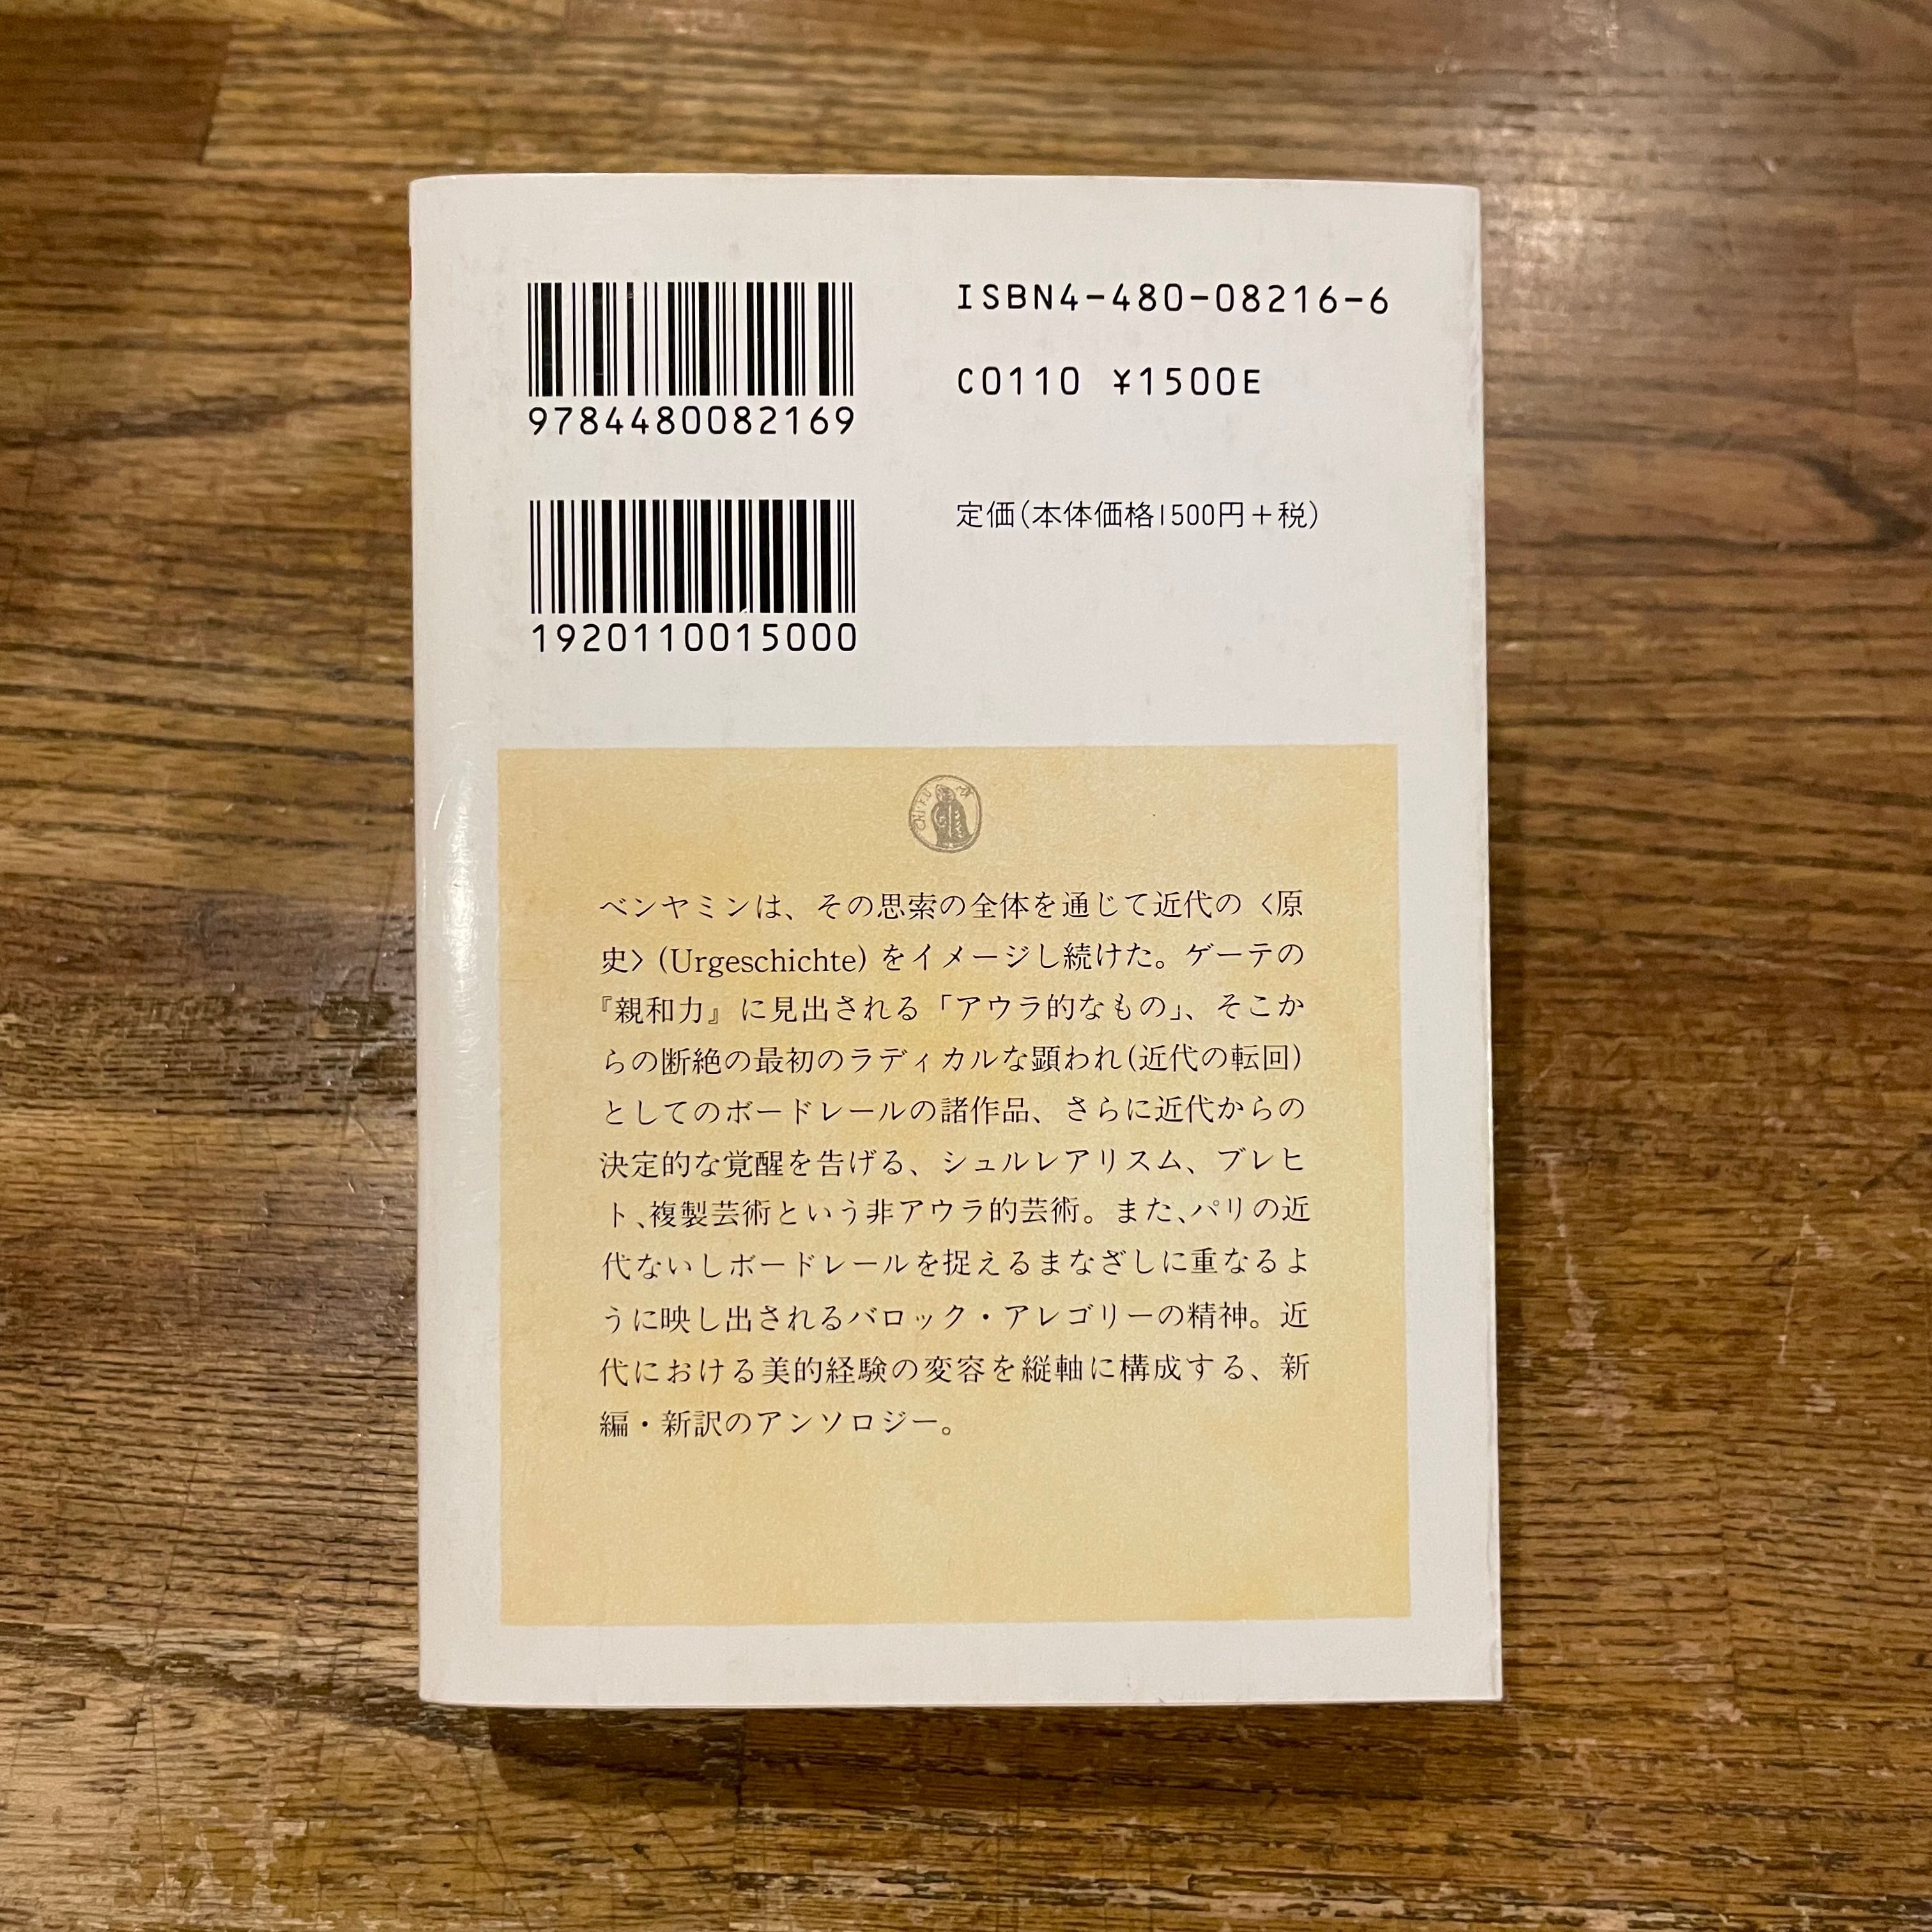 ISBN4-480-08216-6
9784480082169
C0110 ¥1500E
定価(本体価格1500円+税)
1920110015000
ベンヤミンは、その思索の全体を通じて近代の〈原
史〉(Urgeschichte) をイメージし続けた。ゲーテの
『親和力』に見出される「アウラ的なもの」、そこか
らの断絶の最初のラディカルな顕われ(近代の転回)
としてのボードレールの諸作品、さらに近代からの
決定的な覚醒を告げる、シュルレアリスム、ブレヒ
ト、複製芸術という非アウラ的芸術。また、パリの近
代ないしボードレールを捉えるまなざしに重なるよ
うに映し出されるバロック・アレゴリーの精神。近
代における美的経験の変容を縦軸に構成する、新
編・新訳のアンソロジー。